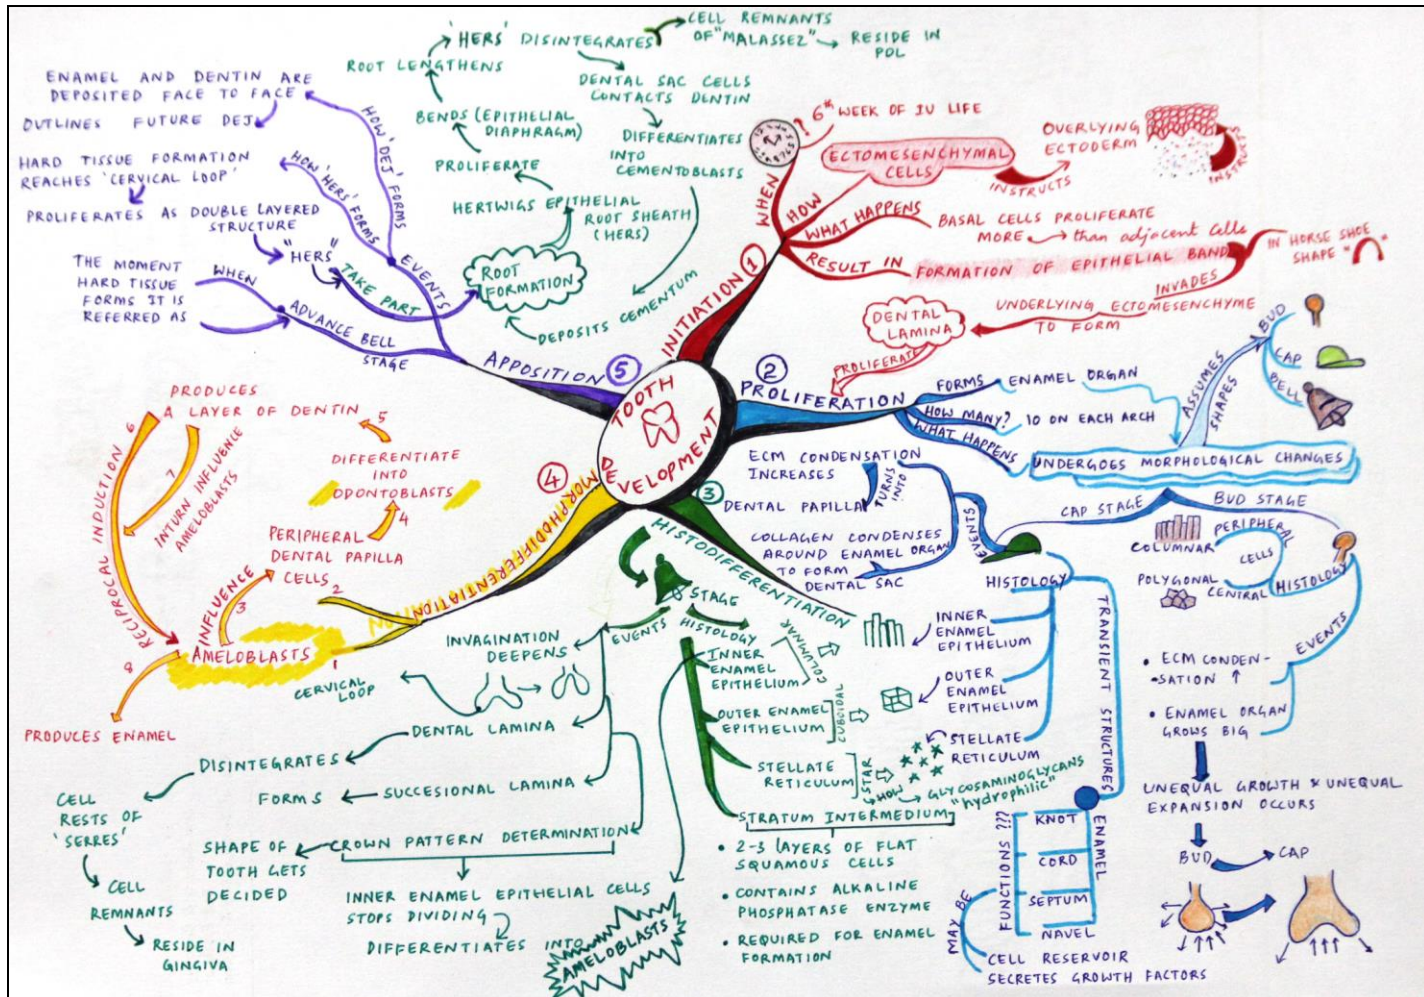 TOOTH
DEVELOPMENT
①
INITIATION
WHEN
6th WEEK OF IU LIFE
HOW
ECTOMESENCHYMAL
CELLS
INSTRUCTS
OVERLYING
ECTODERM
INSTRUCTS
WHAT HAPPENS
BASAL CELLS PROLIFERATE
MORE than adjacent cells
RESULT IN
FORMATION OF EPITHELIAL BAND
IN HORSE SHOE
SHAPE "∩"
INVADES
UNDERLYING ECTOMESENCHYME
TO FORM
DENTAL
LAMINA
PROLIFERATE
②
PROLIFERATION
FORMS
ENAMEL ORGAN
HOW MANY?
10 ON EACH ARCH
WHAT HAPPENS
UNDERGOES MORPHOLOGICAL CHANGES
ASSUMES
SHAPES
BUD
CAP
BELL
CAP STAGE
BUD STAGE
HISTOLOGY
PERIPHERAL
COLUMNAR
CELLS
POLYGONAL
CENTRAL
EVENTS
• ECM CONDEN-
SATION ↑
• ENAMEL ORGAN
GROWS BIG
UNEQUAL GROWTH & UNEQUAL
EXPANSION OCCURS
BUD
CAP
EVENTS
ECM CONDENSATION
INCREASES
TURNS
INTO
DENTAL PAPILLA
COLLAGEN CONDENSES
AROUND ENAMEL ORGAN
TO FORM
DENTAL SAC
HISTOLOGY
INNER
ENAMEL
EPITHELIUM
OUTER
ENAMEL
EPITHELIUM
STELLATE
RETICULUM
TRANSIENT STRUCTURES
ENAMEL
KNOT
CORD
SEPTUM
NAVEL
FUNCTIONS ???
MAY BE
CELL RESERVOIR
SECRETES GROWTH FACTORS
③
HISTODIFFERENTIATION
STAGE
EVENTS
HISTOLOGY
INNER
ENAMEL
EPITHELIUM
COLUMNAR
OUTER ENAMEL
EPITHELIUM
CUBOIDAL
STELLATE
RETICULUM
STAR
HOW
GLYCOSAMINOGLYCANS
"hydrophilic"
STRATUM INTERMEDIUM
• 2-3 LAYERS OF FLAT
SQUAMOUS CELLS
• CONTAINS ALKALINE
PHOSPHATASE ENZYME
• REQUIRED FOR ENAMEL
FORMATION
INVAGINATION
DEEPENS
CERVICAL
LOOP
DENTAL LAMINA
DISINTEGRATES
CELL
RESTS OF
'SERRES'
CELL
REMNANTS
RESIDE IN
GINGIVA
SUCCESIONAL LAMINA
FORMS
CROWN PATTERN DETERMINATION
SHAPE OF
TOOTH GETS
DECIDED
INNER ENAMEL EPITHELIAL CELLS
STOPS DIVIDING
DIFFERENTIATES INTO
AMELOBLASTS
④
MORPHODIFFERENTIATION
1
AMELOBLASTS
2
INFLUENCE
3
PERIPHERAL
DENTAL PAPILLA
CELLS
4
DIFFERENTIATE
INTO
ODONTOBLASTS
5
PRODUCES
A LAYER OF DENTIN
6
RECIPROCAL INDUCTION
7
INTURN INFLUENCE
AMELOBLASTS
8
PRODUCES ENAMEL
⑤
APPOSITION
ADVANCE BELL
STAGE
WHEN
THE MOMENT
HARD TISSUE
FORMS IT IS
REFERRED AS
EVENTS
HOW 'DEJ' FORMS
ENAMEL AND DENTIN ARE
DEPOSITED FACE TO FACE
OUTLINES FUTURE DEJ
HOW 'HERS' FORMS
HARD TISSUE FORMATION
REACHES 'CERVICAL LOOP'
PROLIFERATES AS DOUBLE LAYERED
STRUCTURE
"HERS"
TAKE PART
ROOT
FORMATION
HERTWIGS EPITHELIAL
ROOT SHEATH
(HERS)
PROLIFERATE
BENDS (EPITHELIAL
DIAPHRAGM)
ROOT LENGTHENS
'HERS' DISINTEGRATES
CELL REMNANTS
OF "MALASSEZ"
RESIDE IN
PDL
DENTAL SAC CELLS
CONTACTS DENTIN
DIFFERENTIATES
INTO
CEMENTOBLASTS
DEPOSITS CEMENTUM